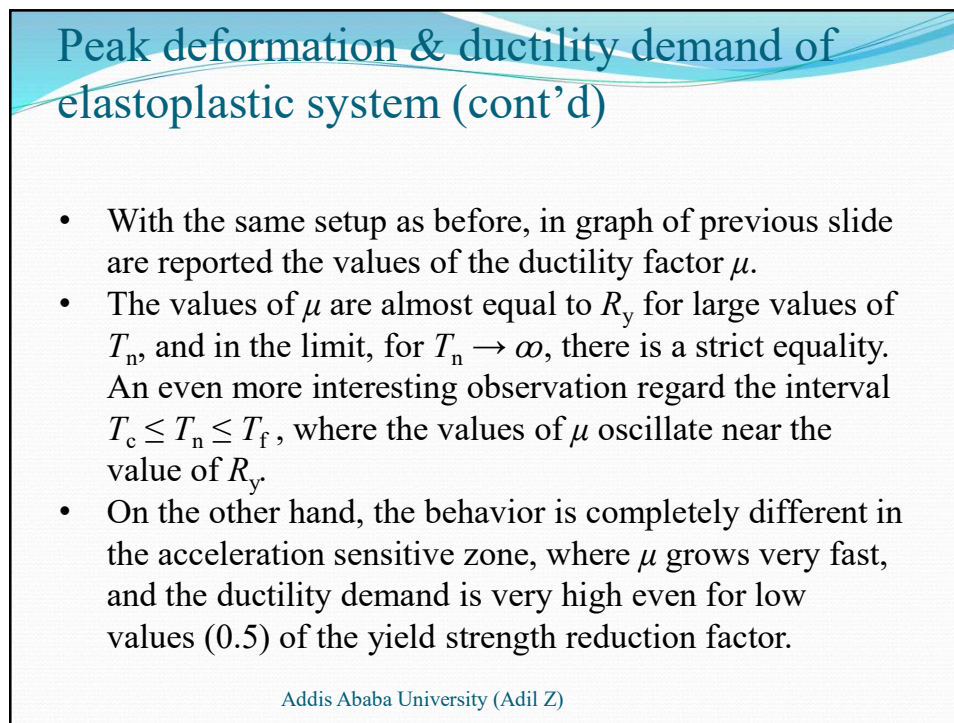 Peak deformation & ductility demand of
elastoplastic system (cont’d)
• With the same setup as before, in graph of previous slide
are reported the values of the ductility factor μ.
• The values of μ are almost equal to Ry for large values of
Tn, and in the limit, for Tn → ∞, there is a strict equality.
An even more interesting observation regard the interval
Tc ≤ Tn ≤ Tf , where the values of μ oscillate near the
value of Ry.
• On the other hand, the behavior is completely different in
the acceleration sensitive zone, where μ grows very fast,
and the ductility demand is very high even for low
values (0.5) of the yield strength reduction factor.
Addis Ababa University (Adil Z)